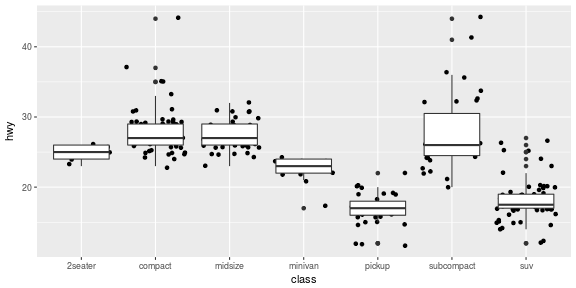 40
30
20
hwy
2seater compact midsize minivan pickup subcompact suv
class